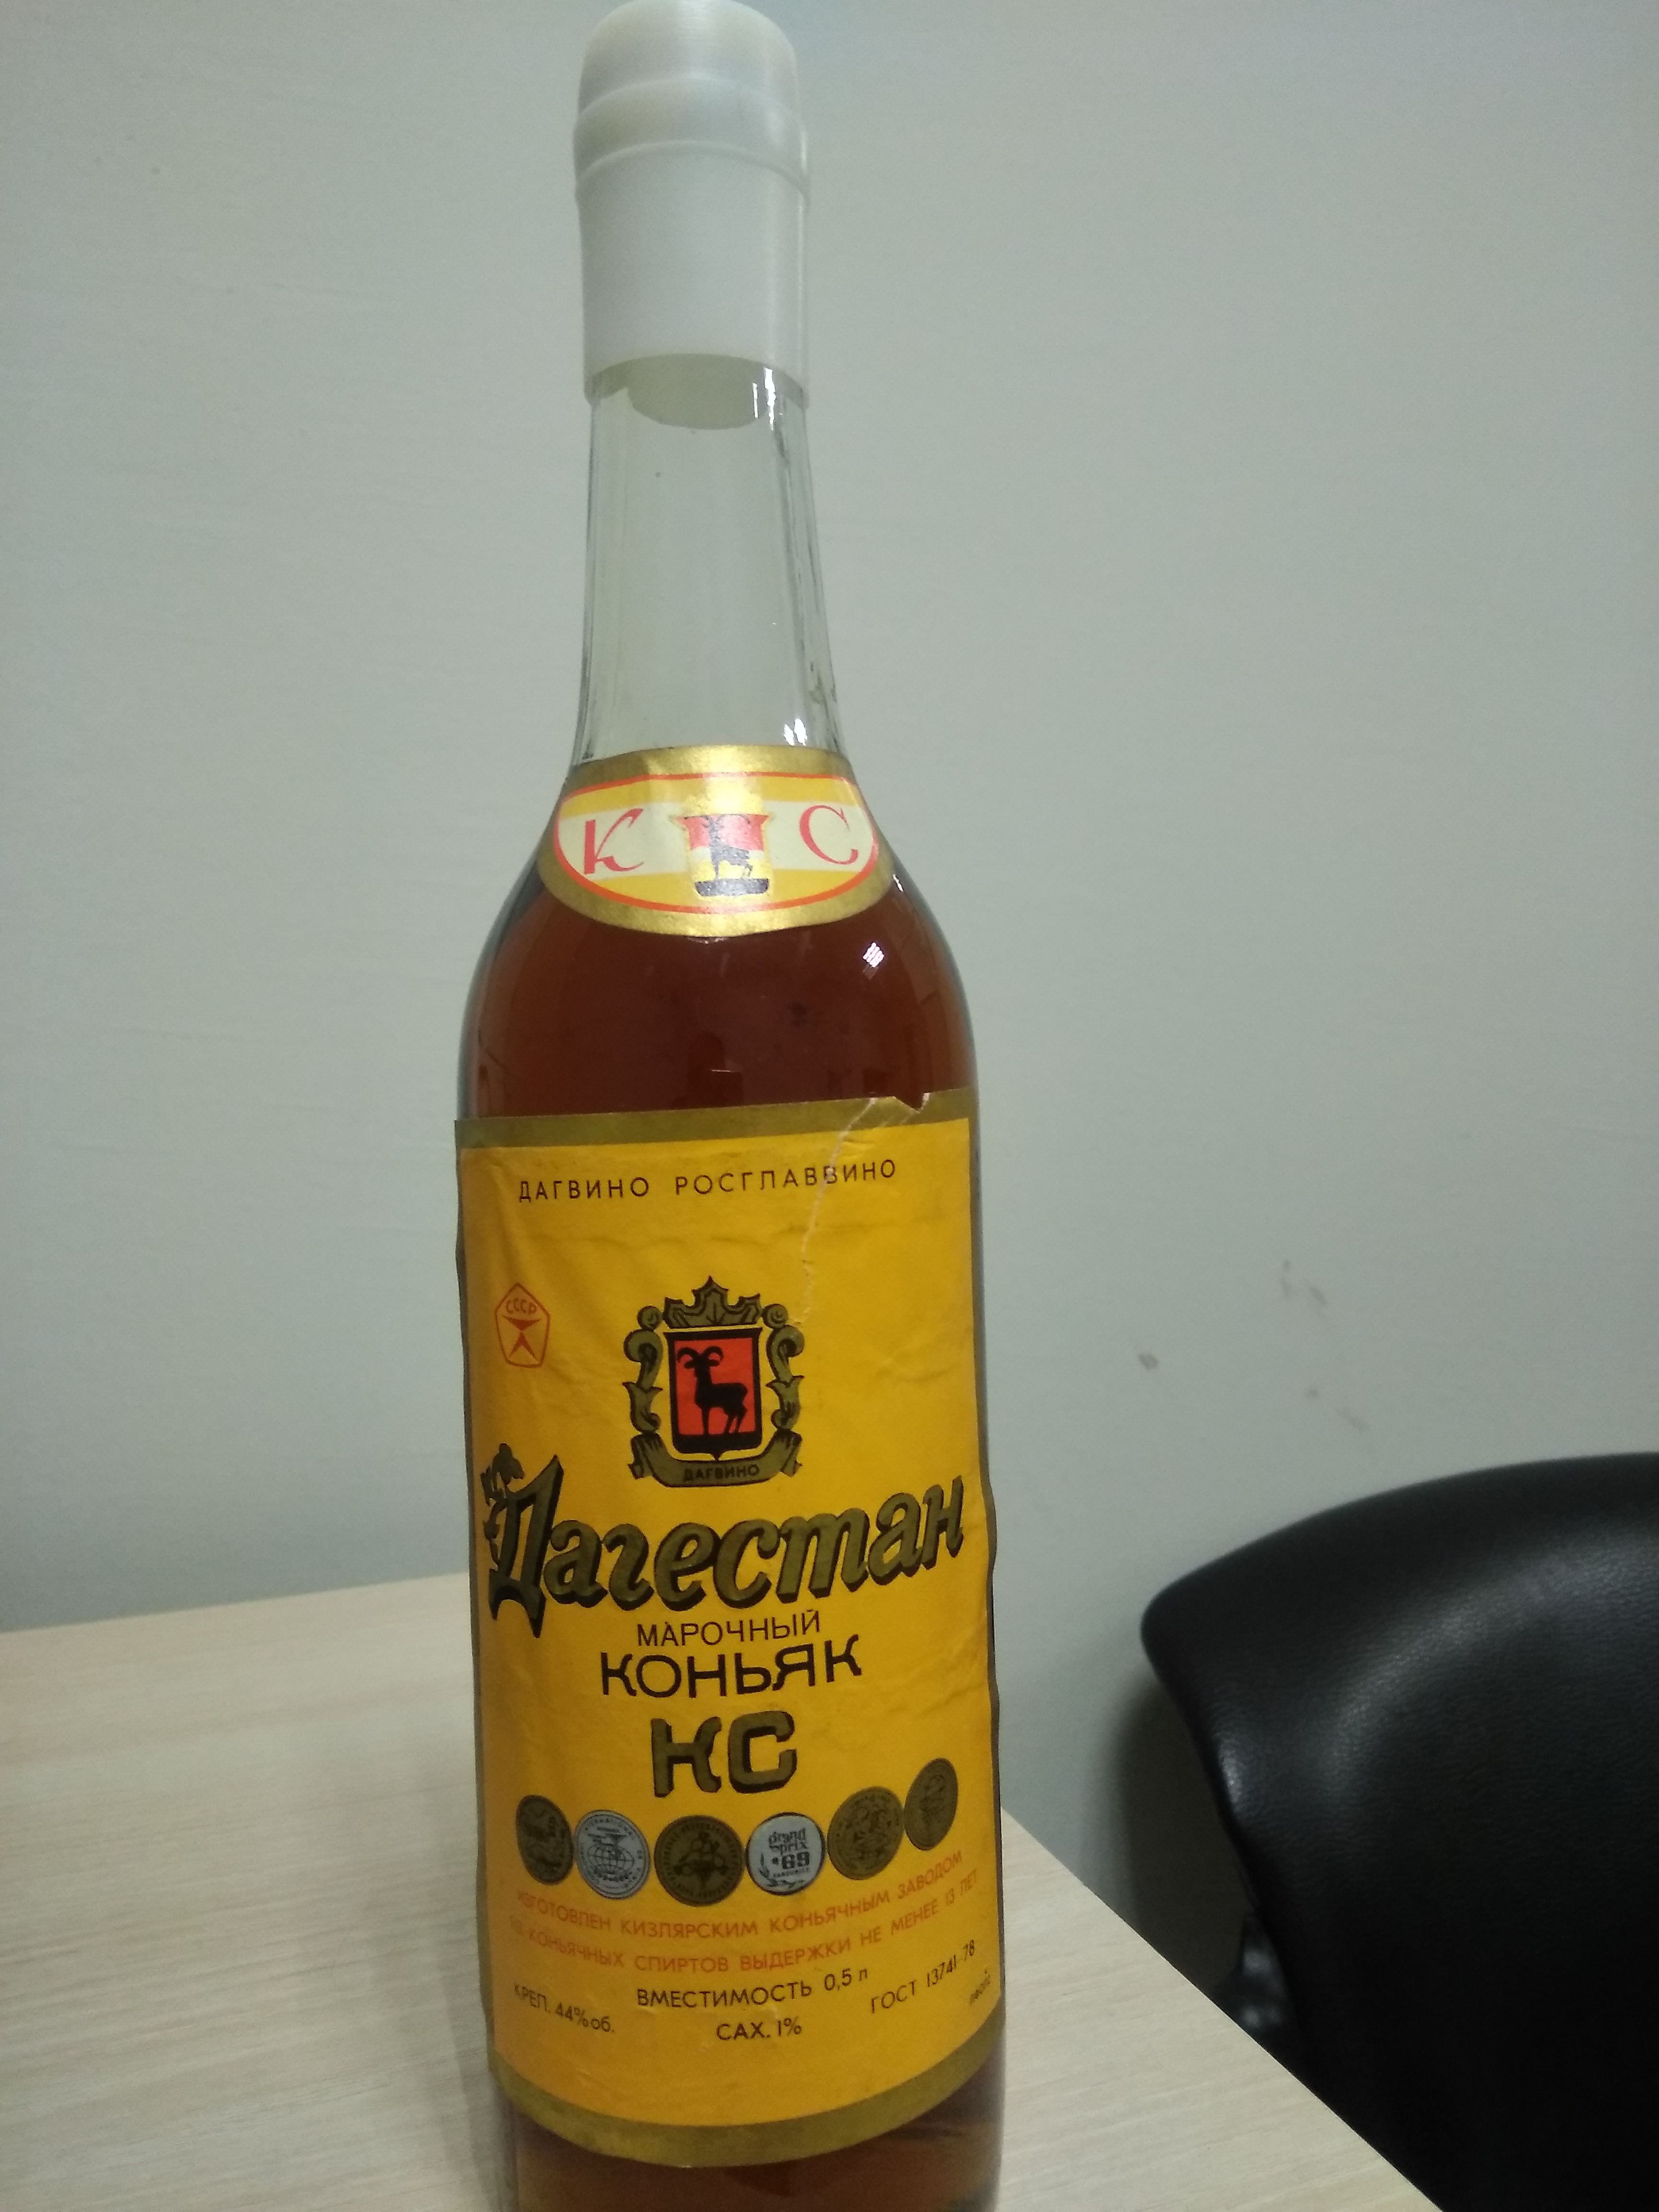 К С
ДАГВИНО РОСГЛАВВИНО
СССР
ДАГВИНО
Дагестан
МАРОЧНЫЙ
КОНЬЯК
КС
grand
prix
69
ИЗГОТОВЛЕН КИЗЛЯРСКИМ КОНЬЯЧНЫМ ЗАВОДОМ
ИЗ КОНЬЯЧНЫХ СПИРТОВ ВЫДЕРЖКИ НЕ МЕНЕЕ 13 ЛЕТ
КРЕП. 44%об. ВМЕСТИМОСТЬ 0,5 л ГОСТ 13741-78
САХ. 1%